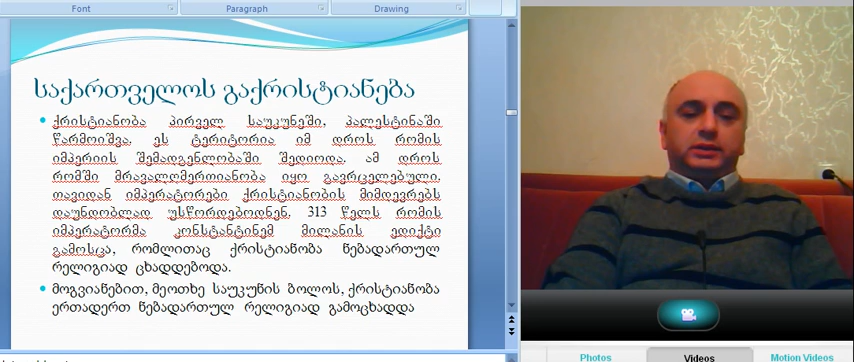 Font
Paragraph
Drawing
საქართველოს გაქრისტიანება
ქრისტიანობა პირველ საუკუნეში, პალესტინაში
წარმოიშვა. ეს ტერიტორია იმ დროს რომის
იმპერიის შემადგენლობაში შედიოდა. ამ დროს
რომში მრავალღმერთიანობა იყო გავრცელებული.
თავიდან იმპერატორები ქრისტიანობის მიმდევრებს
დაუნდობლად უსწორდებოდნენ. 313 წელს რომის
იმპერატორმა კონსტანტინემ მილანის ედიქტი
გამოსცა, რომლითაც ქრისტიანობა ნებადართულ
რელიგიად ცხადდებოდა.
მოგვიანებით, მეოთხე საუკუნის ბოლოს, ქრისტიანობა
ერთადერთ ნებადართულ რელიგიად გამოცხადდა
Photos
Videos
Motion Videos